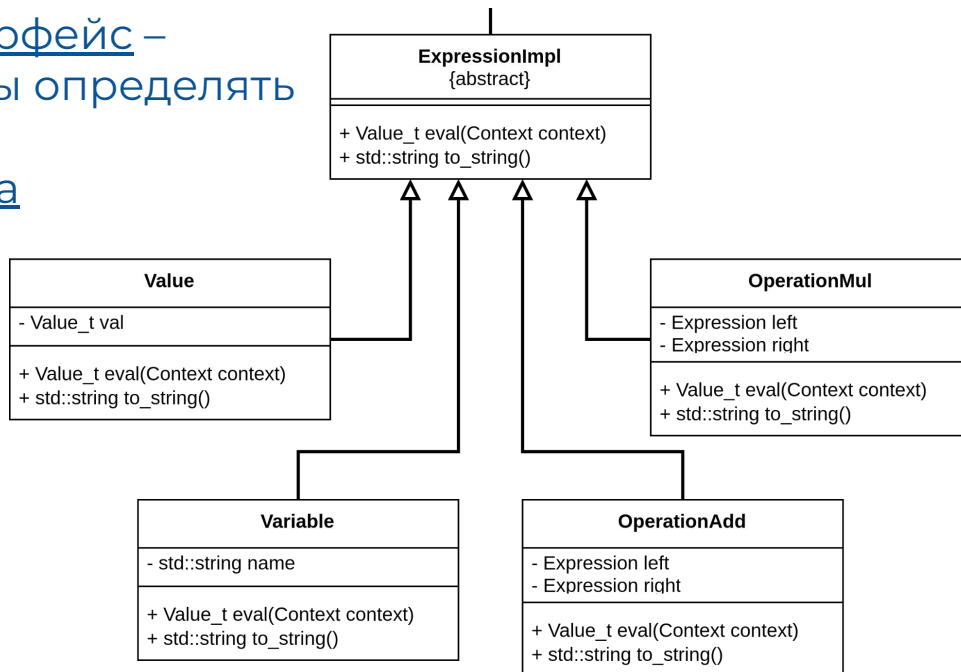 рфейс –
ы определять
а
ExpressionImpl
{abstract}
+ Value_t eval(Context context)
+ std::string to_string()
Value
- Value_t val
+ Value_t eval(Context context)
+ std::string to_string()
OperationMul
- Expression left
- Expression right
+ Value_t eval(Context context)
+ std::string to_string()
Variable
- std::string name
+ Value_t eval(Context context)
+ std::string to_string()
OperationAdd
- Expression left
- Expression right
+ Value_t eval(Context context)
+ std::string to_string()